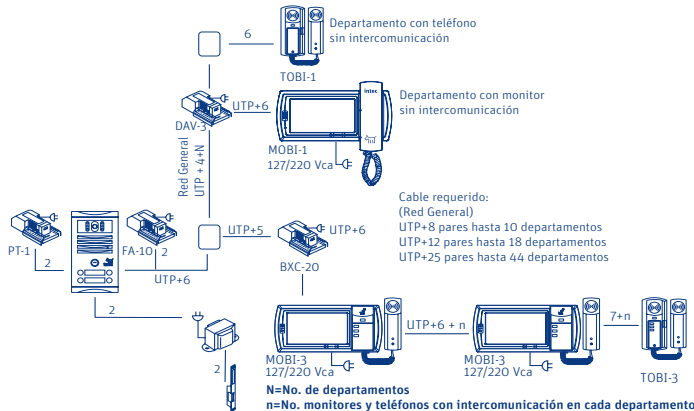 Departamento con teléfono
sin intercomunicación
6
TOBI-1
UTP+6
intec
Departamento con monitor
sin intercomunicación
DAV-3
MOBI-1
127/220 Vca
Red General
UTP + 4+N
Cable requerido:
(Red General)
UTP+8 pares hasta 10 departamentos
UTP+12 pares hasta 18 departamentos
UTP+25 pares hasta 44 departamentos
PT-1
2
FA-10
2
UTP+6
UTP+5
UTP+6
BXC-20
2
2
MOBI-3
127/220 Vca
UTP+6 + n
MOBI-3
127/220 Vca
7+n
TOBI-3
N=No. de departamentos
n=No. monitores y teléfonos con intercomunicación en cada departamento